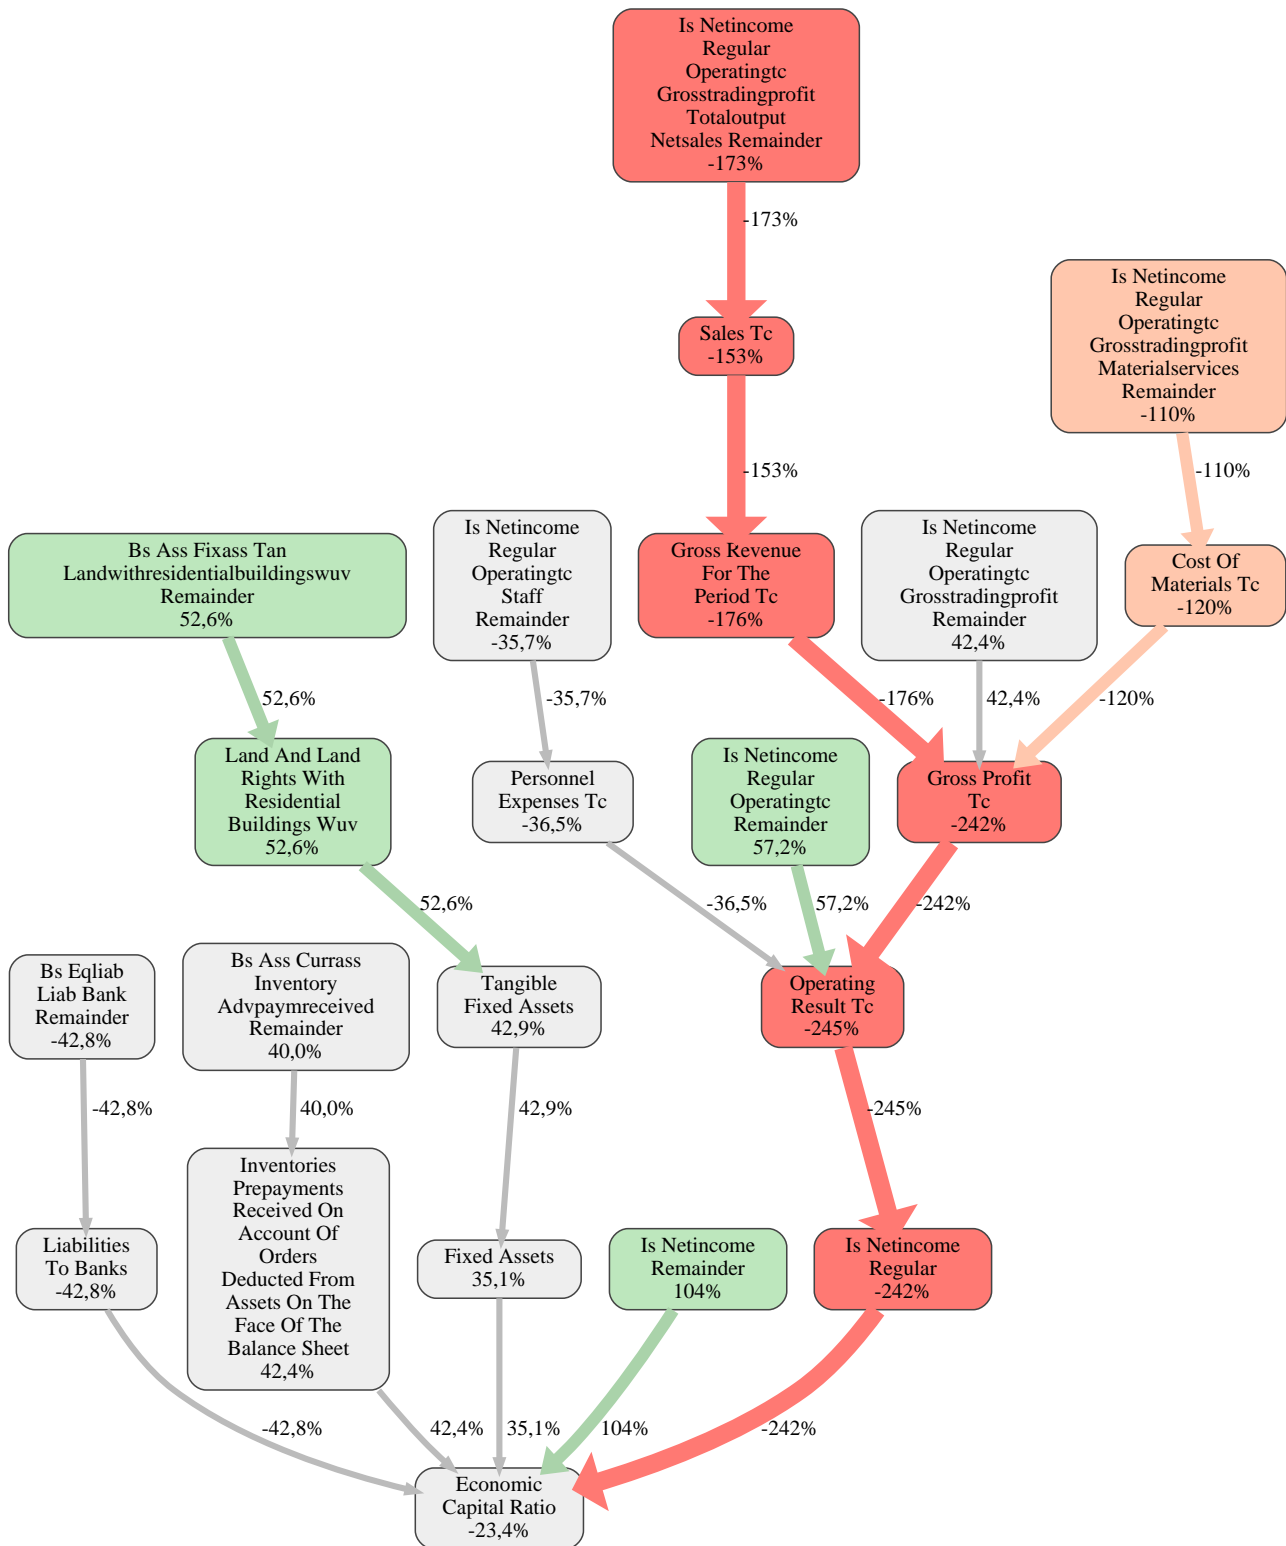 Is Netincome
Regular
Operatingtc
Grosstradingprofit
Totaloutput
Netsales Remainder
-173%
-173%
Sales Tc
-153%
Is Netincome
Regular
Operatingtc
Grosstradingprofit
Materialservices
Remainder
-110%
-153%
-110%
Bs Ass Fixass Tan
Landwithresidentialbuildingswuv
Remainder
52,6%
Is Netincome
Regular
Operatingtc
Staff
Remainder
-35,7%
Gross Revenue
For The
Period Tc
-176%
Is Netincome
Regular
Operatingtc
Grosstradingprofit
Remainder
42,4%
Cost Of
Materials Tc
-120%
52,6%
-35,7%
-176%
42,4%
-120%
Land And Land
Rights With
Residential
Buildings Wuv
52,6%
Personnel
Expenses Tc
-36,5%
Is Netincome
Regular
Operatingtc
Remainder
57,2%
Gross Profit
Tc
-242%
52,6%
-36,5%
57,2%
-242%
Bs Eqliab
Liab Bank
Remainder
-42,8%
Bs Ass Currass
Inventory
Advpaymreceived
Remainder
40,0%
Tangible
Fixed Assets
42,9%
Operating
Result Tc
-245%
-42,8%
40,0%
42,9%
-245%
Liabilities
To Banks
-42,8%
Inventories
Prepayments
Received On
Account Of
Orders
Deducted From
Assets On The
Face Of The
Balance Sheet
42,4%
Fixed Assets
35,1%
Is Netincome
Remainder
104%
Is Netincome
Regular
-242%
-42,8%
42,4%
35,1%
104%
-242%
Economic
Capital Ratio
-23,4%